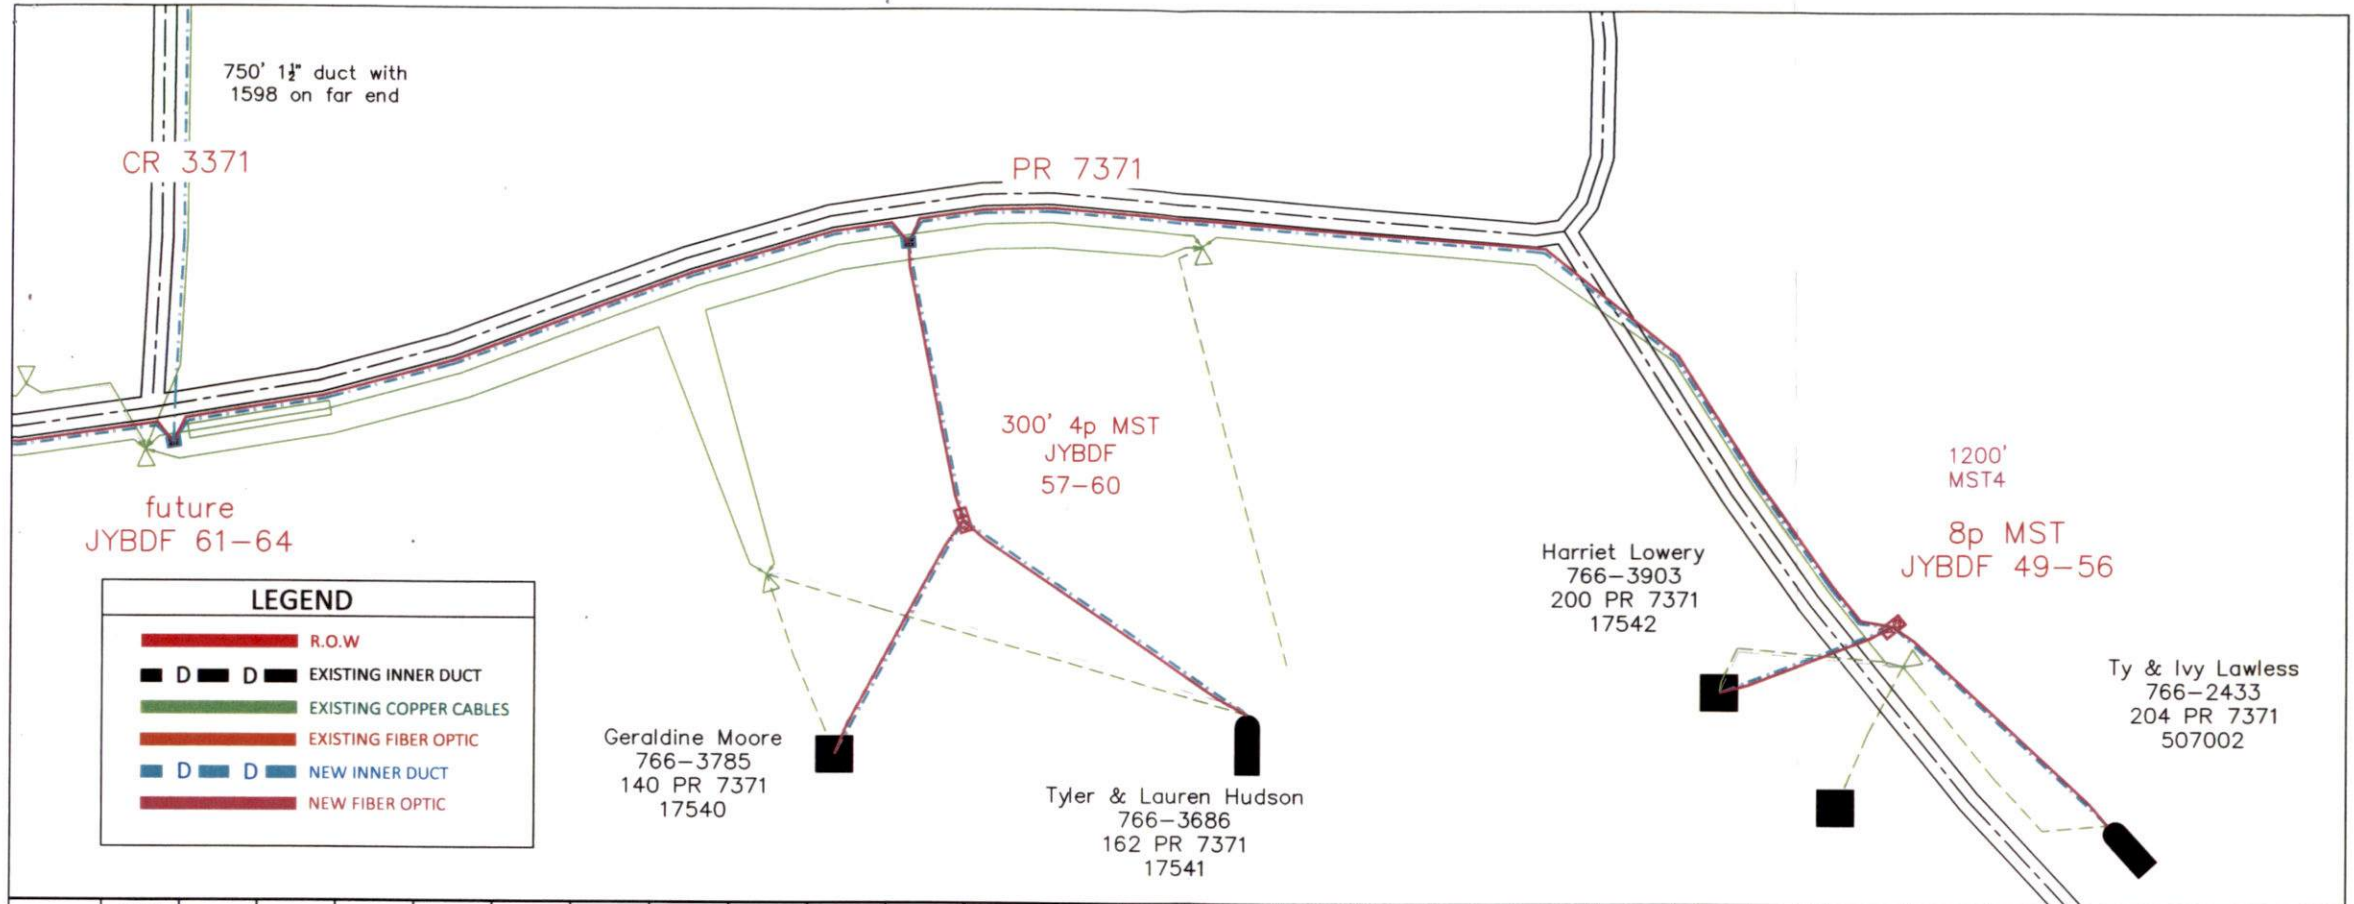 750' 1½" duct with
1598 on far end
CR 3371
PR 7371
300' 4p MST
JYBDF
57-60
1200'
MST4
8p MST
JYBDF 49-56
future
JYBDF 61-64
Harriet Lowery
766-3903
200 PR 7371
17542
Ty & Ivy Lawless
766-2433
204 PR 7371
507002
Geraldine Moore
766-3785
140 PR 7371
17540
Tyler & Lauren Hudson
766-3686
162 PR 7371
17541
LEGEND
R.O.W
D D EXISTING INNER DUCT
EXISTING COPPER CABLES
EXISTING FIBER OPTIC
D D NEW INNER DUCT
NEW FIBER OPTIC